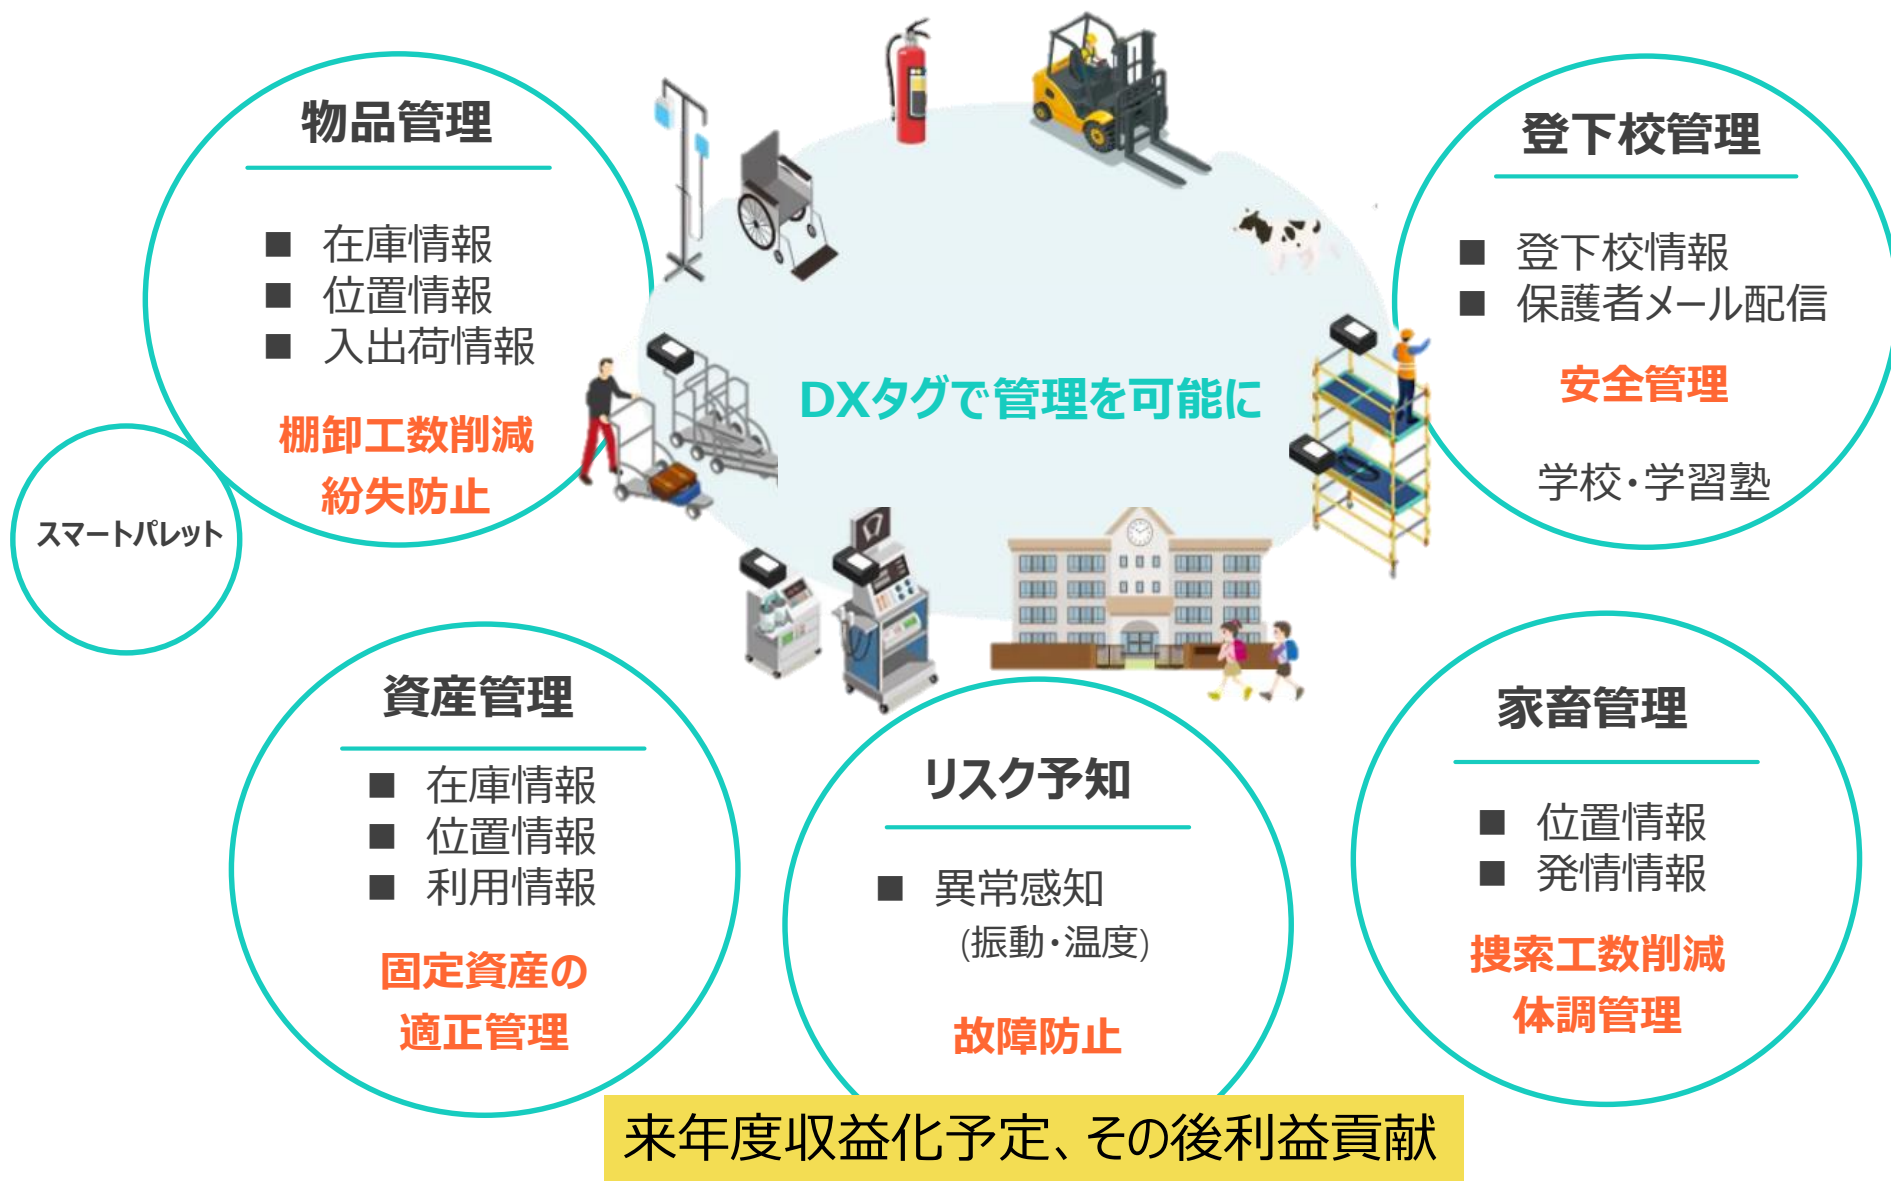 物品管理
■ 在庫情報
■ 位置情報
■ 入出荷情報
棚卸工数削減
紛失防止
スマートパレット
DXタグで管理を可能に
登下校管理
■ 登下校情報
■ 保護者メール配信
安全管理
学校・学習塾
資産管理
■ 在庫情報
■ 位置情報
■ 利用情報
固定資産の
適正管理
リスク予知
■ 異常感知
(振動・温度)
故障防止
家畜管理
■ 位置情報
■ 発情情報
捜索工数削減
体調管理
来年度収益化予定、その後利益貢献